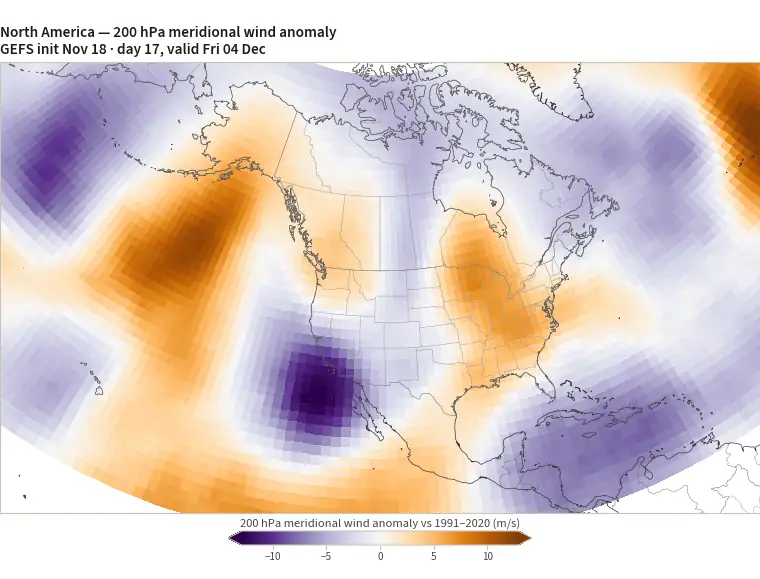 North America — 200 hPa meridional wind anomaly
GEFS init Nov 18 · day 17, valid Fri 04 Dec
200 hPa meridional wind anomaly vs 1991–2020 (m/s)
−10 −5 0 5 10